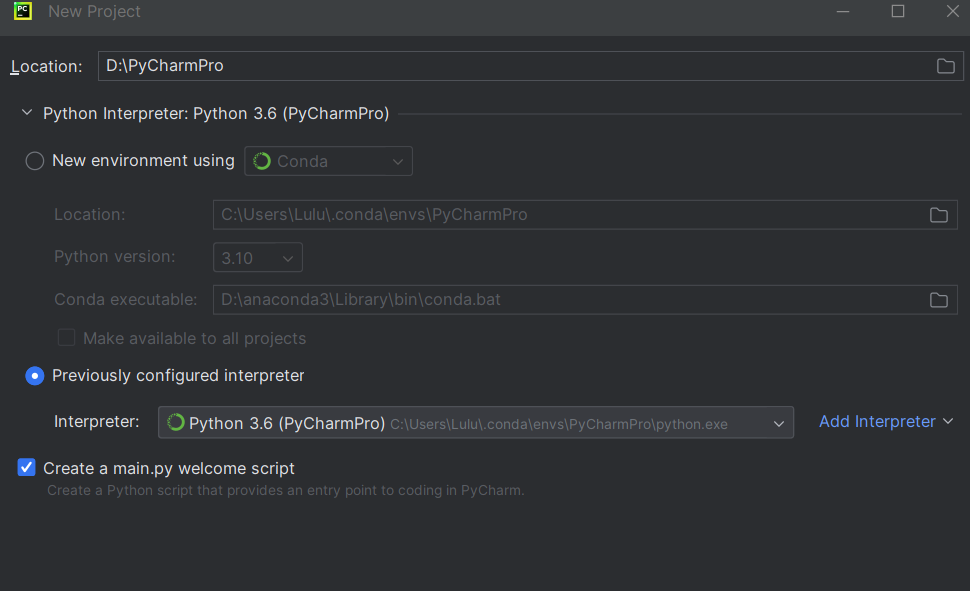 PC New Project
Location: D:\PyCharmPro
Python Interpreter: Python 3.6 (PyCharmPro)
New environment using Conda
Location: C:\Users\Lulu\.conda\envs\PyCharmPro
Python version: 3.10
Conda executable: D:\anaconda3\Library\bin\conda.bat
Make available to all projects
Previously configured interpreter
Interpreter: Python 3.6 (PyCharmPro) C:\Users\Lulu\.conda\envs\PyCharmPro\python.exe Add Interpreter
Create a main.py welcome script
Create a Python script that provides an entry point to coding in PyCharm.